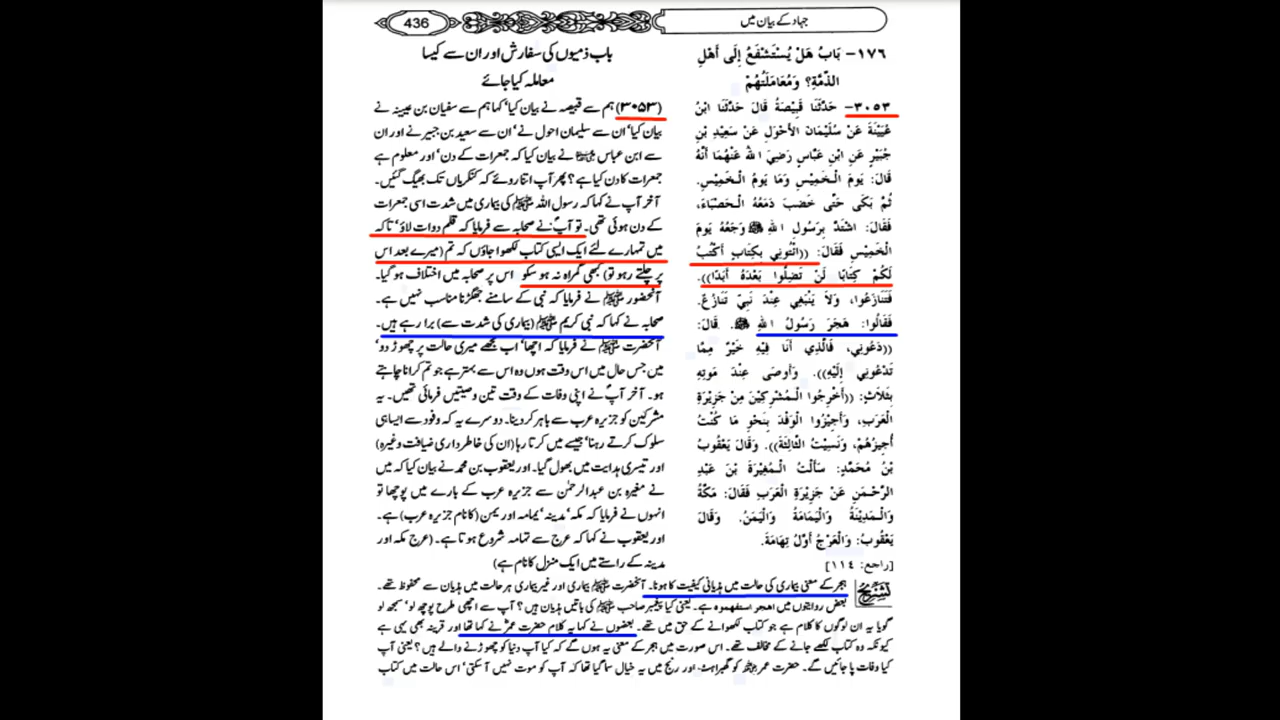 جہاد کے بیان میں
436
١٧٦- بَابُ هَلْ يُسْتَشْفَعُ إِلَى أَهْلِ
الذِّمَّةِ؟ وَمُعَامَلَتُهُمْ
٣٠٥٣- حَدَّثَنَا قَبِيصَةُ قَالَ حَدَّثَنَا ابْنُ
عُيَيْنَةَ عَنْ سُلَيْمَانَ الأَحْوَلِ عَنْ سَعِيدِ بْنِ
جُبَيْرٍ عَنِ ابْنِ عَبَّاسٍ رَضِيَ اللهُ عَنْهُمَا أَنَّهُ
قَالَ: يَوْمَ الْخَمِيسِ وَمَا يَوْمُ الْخَمِيسِ.
ثُمَّ بَكَى حَتَّى خَضَبَ دَمْعُهُ الْحَصْبَاءَ،
فَقَالَ: اشْتَدَّ بِرَسُولِ اللهِ ﷺ وَجَعُهُ يَومَ
الْخَمِيسِ فَقَالَ: ((ائْتُونِي بِكِتَابٍ أَكْتُبْ
لَكُمْ كِتَابًا لَنْ تَضِلُّوا بَعْدَهُ أَبَدًا)).
فَتَنَازَعُوا، وَلاَ يَنْبَغِي عِنْدَ نَبِيٍّ تَنَازُعٌ.
فَقَالُوا: هَجَرَ رَسُولُ اللهِ ﷺ. قَالَ:
((دَعُونِي، فَالَّذِي أَنَا فِيهِ خَيْرٌ مِمَّا
تَدْعُونِي إِلَيْهِ)). وَأَوصَى عِنْدَ مَوتِهِ
بِثَلاَثٍ: ((أَخْرِجُوا الْمُشْرِكِينَ مِنْ جَزِيرَةِ
الْعَرَبِ، وَأَجِيزُوا الْوَفْدَ بِنَحْوِ مَا كُنْتُ
أُجِيزُهُمْ، وَنَسِيتُ الثَّالِثَةَ)). وَقَالَ يَعْقُوبُ
بْنُ مُحَمَّدٍ: سَأَلْتُ الْمُغِيرَةَ بْنَ عَبْدِ
الرَّحْمَنِ عَنْ جَزِيرَةِ الْعَرَبِ فَقَالَ: مَكَّةُ
وَالْمَدِينَةُ وَالْيَمَامَةُ وَالْيَمَنُ. وَقَالَ
يَعْقُوبُ: وَالْعَرْجُ أَوَّلُ تِهَامَةَ.
[راجع: ١١٤]
باب ذمیوں کی سفارش اور ان سے کیسا
معاملہ کیا جائے
(۳۰۵۳) ہم سے قبیصہ نے بیان کیا' کہا ہم سے سفیان بن عیینہ نے
بیان کیا' ان سے سلیمان احول نے' ان سے سعید بن جبیر نے اور ان
سے ابن عباس ؓ نے بیان کیا کہ جمعرات کے دن' اور معلوم ہے
جمعرات کا دن کیا ہے؟ پھر آپ اتنا روئے کہ کنکریاں تک بھیگ گئیں۔
آخر آپ نے کہا کہ رسول اللہ ﷺ کی بیماری میں شدت اسی جمعرات
کے دن ہوئی تھی۔ تو آپؐ نے صحابہ سے فرمایا کہ قلم دوات لاؤ' تاکہ
میں تمہارے لئے ایک ایسی کتاب لکھوا جاؤں کہ تم (میرے بعد اس
پر چلتے رہو تو) کبھی گمراہ نہ ہو سکو اس پر صحابہ میں اختلاف ہو گیا۔
آنحضور ﷺ نے فرمایا کہ نبی کے سامنے جھگڑنا مناسب نہیں ہے۔
صحابہ نے کہا کہ نبی کریم ﷺ (بیماری کی شدت سے) برا رہے ہیں۔
آنحضرت ﷺ نے فرمایا کہ اچھا' اب مجھے میری حالت پر چھوڑ دو'
میں جس حال میں اس وقت ہوں وہ اس سے بہتر ہے جو تم کرانا چاہتے
ہو۔ آخر آپؐ نے اپنی وفات کے وقت تین وصیتیں فرمائی تھیں۔ یہ
مشرکین کو جزیرہ عرب سے باہر کر دینا۔ دوسرے یہ کہ وفود سے ایسا ہی
سلوک کرتے رہنا' جیسے میں کرتا رہا (ان کی خاطرداری ضیافت وغیرہ)
اور تیسری ہدایت میں بھول گیا۔ اور یعقوب بن محمد نے بیان کیا کہ میں
نے مغیرہ بن عبدالرحمٰن سے جزیرہ عرب کے بارے میں پوچھا تو
انہوں نے فرمایا کہ مکہ' مدینہ' یمامہ اور یمن (کا نام جزیرہ عرب) ہے۔
اور یعقوب نے کہا کہ عرج سے تہامہ شروع ہوتا ہے۔ (عرج مکہ اور
مدینہ کے راستے میں ایک منزل کا نام ہے)
تشریح ہجر کے معنی بیماری کی حالت میں ہذیانی کیفیت کا ہونا۔ آنحضرت ﷺ بیماری اور غیر بیماری ہر حالت میں ہذیان سے محفوظ تھے۔
بعض روایتوں میں اھجر استفھموہ ہے۔ یعنی کیا پیغمبر صاحب ﷺ کی باتیں ہذیان ہیں؟ آپ سے اچھی طرح پوچھ لو' سمجھ لو
گویا یہ ان لوگوں کا کلام ہے جو کتاب لکھوانے کے حق میں تھے۔ بعضوں نے کہا یہ کلام حضرت عمرؓ نے کہا تھا اور قرینہ بھی یہی ہے
کیونکہ وہ کتاب لکھے جانے کے مخالف تھے۔ اس صورت میں ہجر کے معنی یہ ہوں گے کہ کیا آپ دنیا کو چھوڑنے والے ہیں؟ یعنی آپ
کیا وفات پا جائیں گے۔ حضرت عمر ؓ کو گھبراہٹ اور رنج میں یہ خیال سما گیا تھا کہ آپ کو موت نہیں آ سکتی' اس حالت میں کتاب